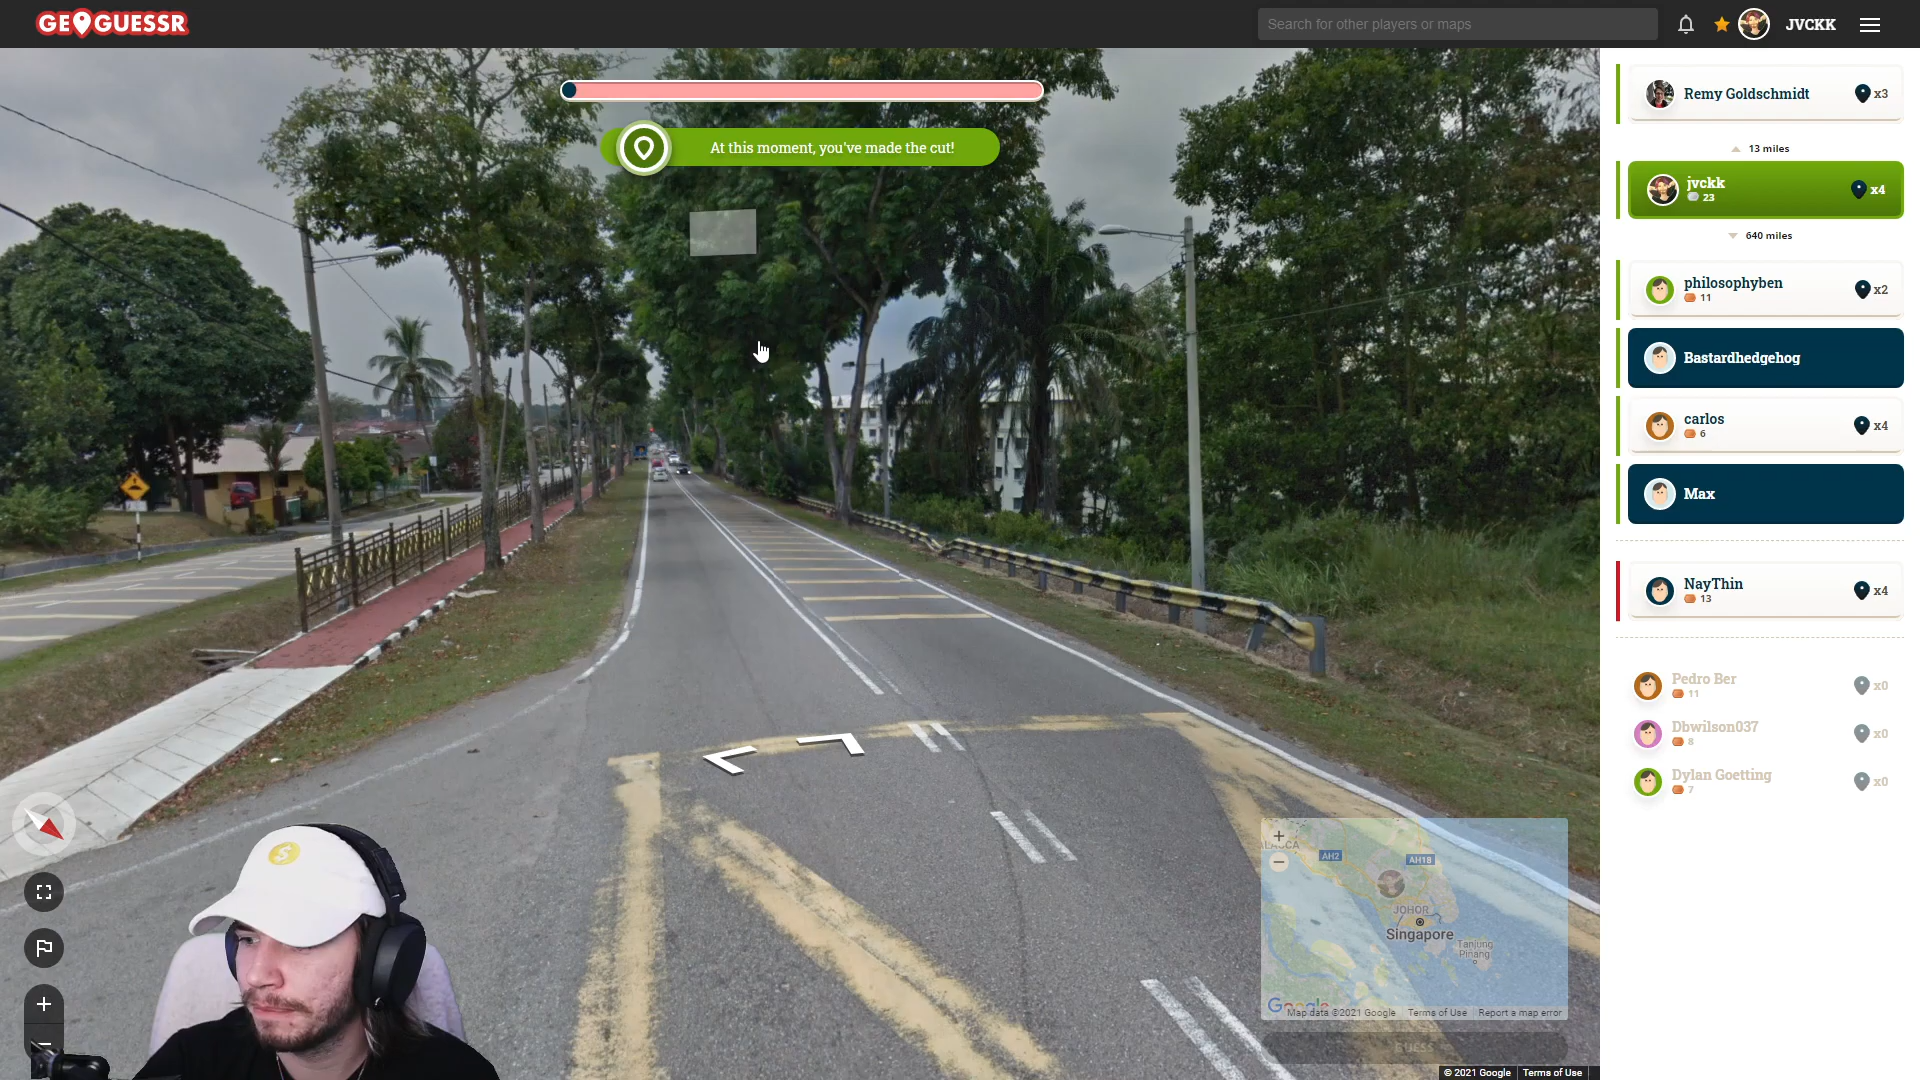 GEOGUESSR
Search for other players or maps
JVCKK
At this moment, you've made the cut!
Remy Goldschmidt
x3
13 miles
jvckk
23
x4
640 miles
philosophyben
11
x2
Bastardhedgehog
carlos
6
x4
Max
NayThin
13
x4
Pedro Ber
11
x0
Dbwilson037
8
x0
Dylan Goetting
7
x0
ALACCA
AH2
AH18
JOHOR
Singapore
Tanjung
Pinang
Google
Map data ©2021 Google
Terms of Use
Report a map error
GUESS
© 2021 Google
Terms of Use